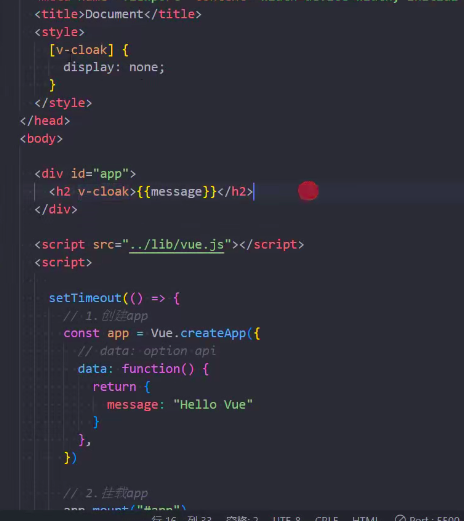 <title>Document</title>
<style>
[v-cloak] {
display: none;
}
</style>
</head>
<body>
<div id="app">
<h2 v-cloak>{{message}}</h2>
</div>
<script src="../lib/vue.js"></script>
<script>
setTimeout(() => {
// 1.创建app
const app = Vue.createApp({
// data: option api
data: function() {
return {
message: "Hello Vue"
}
},
})
// 2.挂载app
app.mount("#app")
行 16, 列 33 空格: 2 UTF-8 CRLF HTML Port : 5500